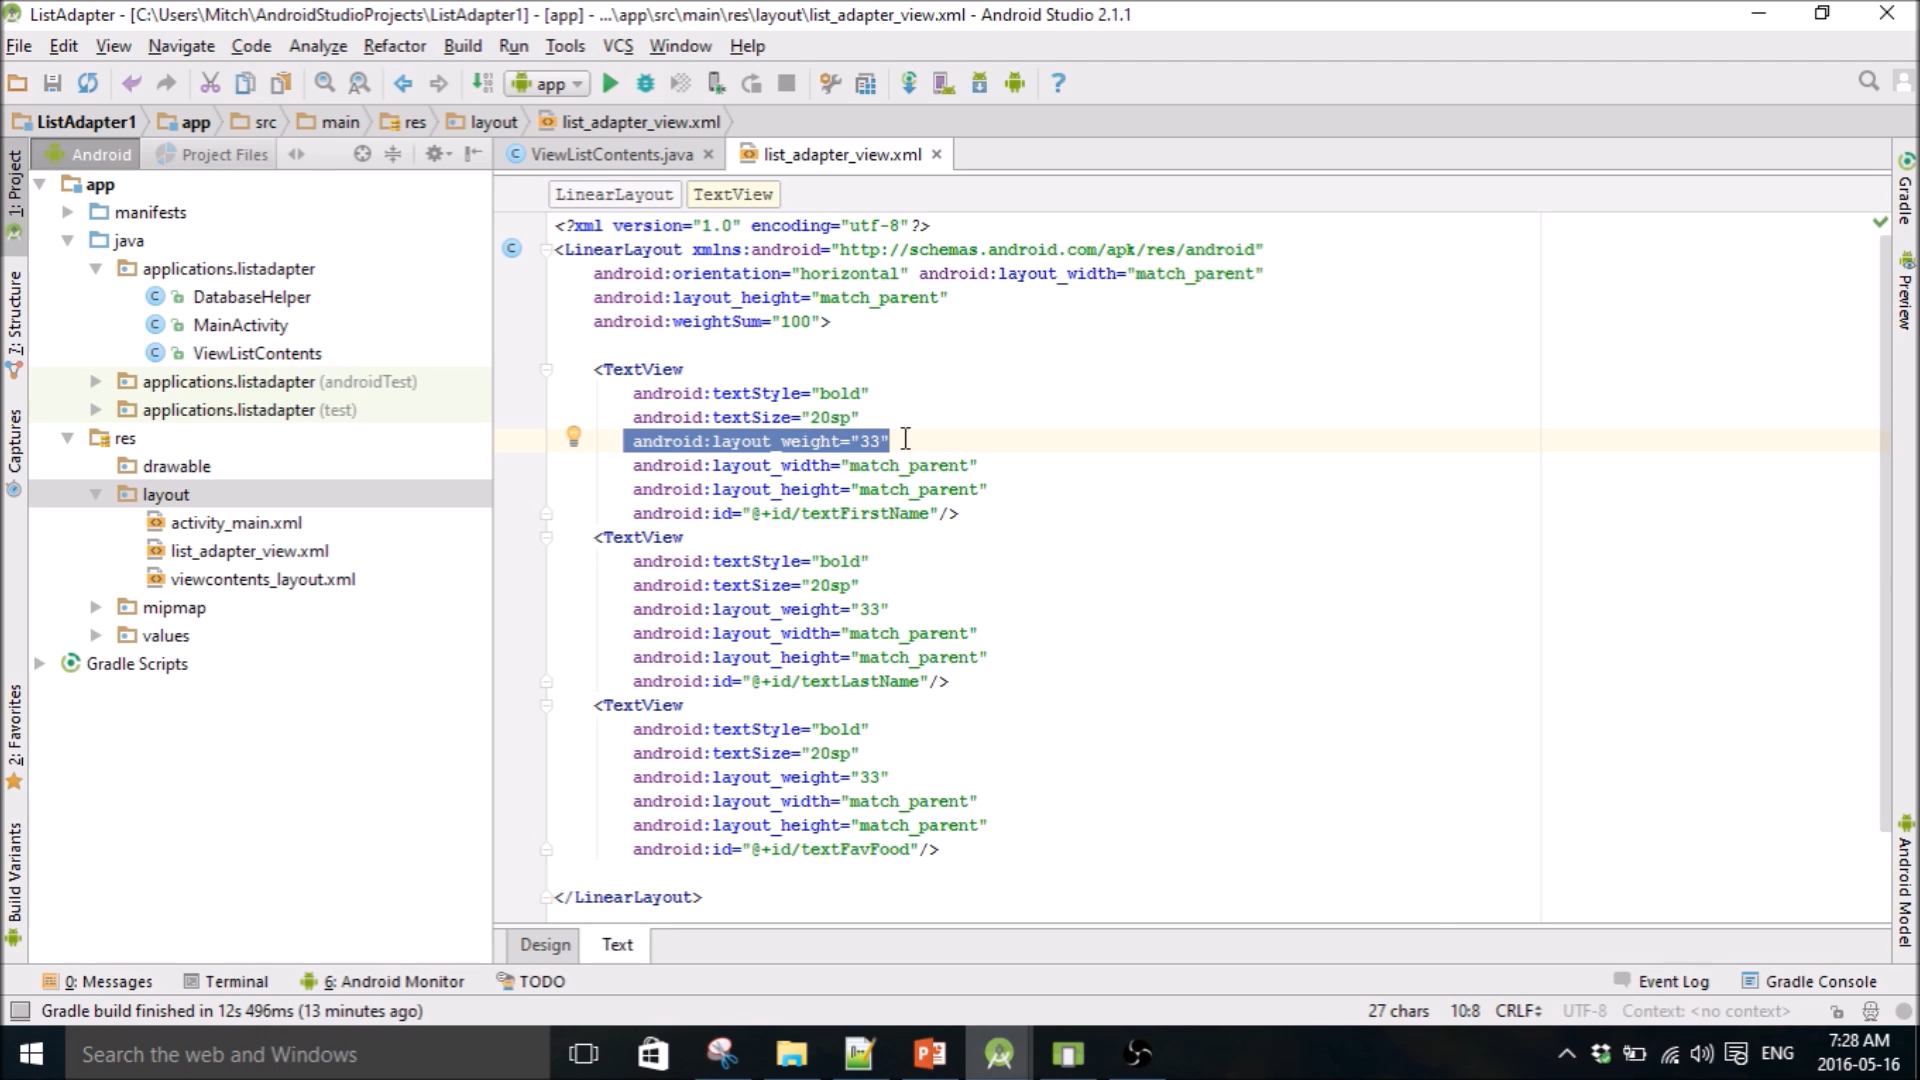 ListAdapter - [C:\Users\Mitch\AndroidStudioProjects\ListAdapter1] - [app] - ...\app\src\main\res\layout\list_adapter_view.xml - Android Studio 2.1.1
File Edit View Navigate Code Analyze Refactor Build Run Tools VCS Window Help
app
ListAdapter1 app src main res layout list_adapter_view.xml
Android Project Files ViewListContents.java list_adapter_view.xml
1: Project
7: Structure
Captures
2: Favorites
Build Variants
app
manifests
java
applications.listadapter
DatabaseHelper
MainActivity
ViewListContents
applications.listadapter (androidTest)
applications.listadapter (test)
res
drawable
layout
activity_main.xml
list_adapter_view.xml
viewcontents_layout.xml
mipmap
values
Gradle Scripts
LinearLayout TextView
<?xml version="1.0" encoding="utf-8"?>
<LinearLayout xmlns:android="http://schemas.android.com/apk/res/android"
android:orientation="horizontal" android:layout_width="match_parent"
android:layout_height="match_parent"
android:weightSum="100">
<TextView
android:textStyle="bold"
android:textSize="20sp"
android:layout_weight="33"
android:layout_width="match_parent"
android:layout_height="match_parent"
android:id="@+id/textFirstName"/>
<TextView
android:textStyle="bold"
android:textSize="20sp"
android:layout_weight="33"
android:layout_width="match_parent"
android:layout_height="match_parent"
android:id="@+id/textLastName"/>
<TextView
android:textStyle="bold"
android:textSize="20sp"
android:layout_weight="33"
android:layout_width="match_parent"
android:layout_height="match_parent"
android:id="@+id/textFavFood"/>
</LinearLayout>
Gradle
Preview
Android Model
Design Text
0: Messages Terminal 6: Android Monitor TODO Event Log Gradle Console
Gradle build finished in 12s 496ms (13 minutes ago) 27 chars 10:8 CRLF÷ UTF-8 Context: <no context>
Search the web and Windows
ENG
7:28 AM
2016-05-16